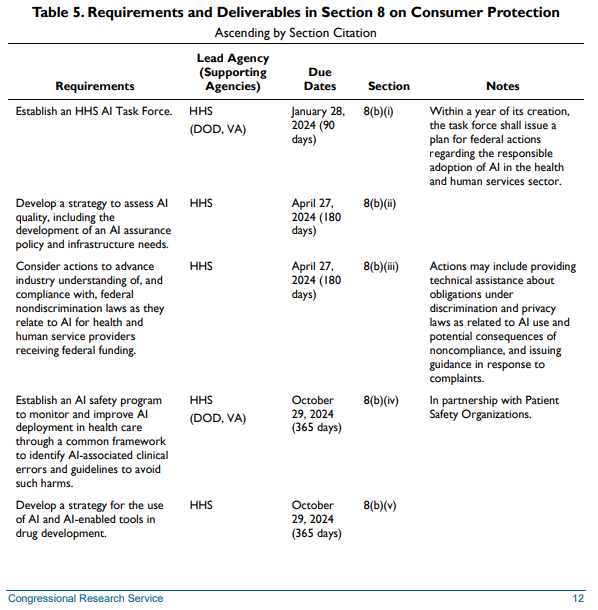 Table 5. Requirements and Deliverables in Section 8 on Consumer Protection
Ascending by Section Citation
Requirements
Lead Agency
(Supporting
Agencies)
Due
Dates
Section
Notes
Establish an HHS AI Task Force.
HHS
(DOD, VA)
January 28,
2024 (90
days)
8(b)(i)
Within a year of its creation,
the task force shall issue a
plan for federal actions
regarding the responsible
adoption of AI in the health
and human services sector.
Develop a strategy to assess AI
quality, including the
development of an AI assurance
policy and infrastructure needs.
HHS
April 27,
2024 (180
days)
8(b)(ii)
Consider actions to advance
industry understanding of, and
compliance with, federal
nondiscrimination laws as they
relate to AI for health and
human service providers
receiving federal funding.
HHS
April 27,
2024 (180
days)
8(b)(iii)
Actions may include providing
technical assistance about
obligations under
discrimination and privacy
laws as related to AI use and
potential consequences of
noncompliance, and issuing
guidance in response to
complaints.
Establish an AI safety program
to monitor and improve AI
deployment in health care
through a common framework
to identify AI-associated clinical
errors and guidelines to avoid
such harms.
HHS
(DOD, VA)
October
29, 2024
(365 days)
8(b)(iv)
In partnership with Patient
Safety Organizations.
Develop a strategy for the use
of AI and AI-enabled tools in
drug development.
HHS
October
29, 2024
(365 days)
8(b)(v)
Congressional Research Service
12